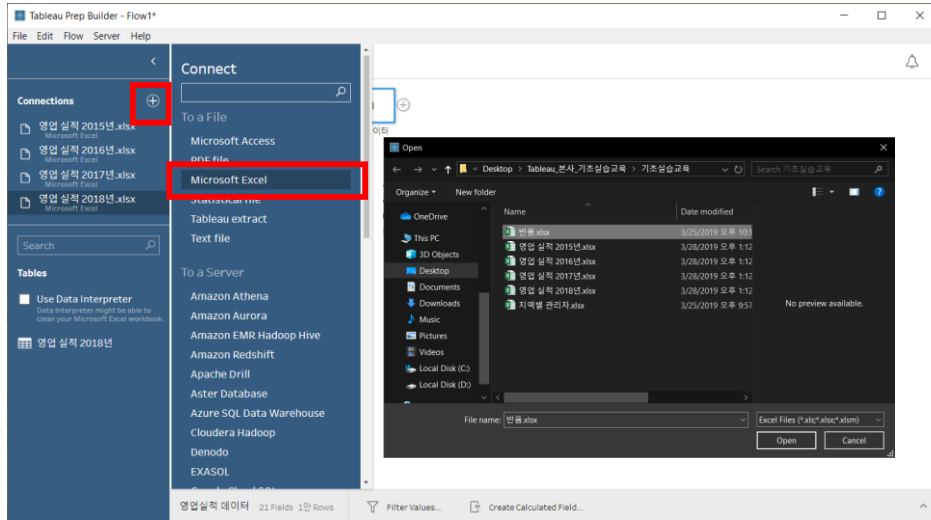 Tableau Prep Builder - Flow1*
File Edit Flow Server Help
Connections
영업 실적 2015년.xlsx
Microsoft Excel
영업 실적 2016년.xlsx
Microsoft Excel
영업 실적 2017년.xlsx
Microsoft Excel
영업 실적 2018년.xlsx
Microsoft Excel
Search
Tables
Use Data Interpreter
Data Interpreter might be able to
clean your Microsoft Excel workbook.
영업 실적 2018년
Connect
To a File
Microsoft Access
PDF file
Microsoft Excel
Statistical file
Tableau extract
Text file
To a Server
Amazon Athena
Amazon Aurora
Amazon EMR Hadoop Hive
Amazon Redshift
Apache Drill
Aster Database
Azure SQL Data Warehouse
Cloudera Hadoop
Denodo
EXASOL
이터
Open
Desktop › Tableau_본사_기초실습교육 › 기초실습교육
Search 기초실습교육
Organize New folder
OneDrive
This PC
3D Objects
Desktop
Documents
Downloads
Music
Pictures
Videos
Local Disk (C:)
Local Disk (D:)
Name Date modified
반품.xlsx 3/25/2019 오후 10:1
영업 실적 2015년.xlsx 3/28/2019 오후 1:12
영업 실적 2016년.xlsx 3/28/2019 오후 1:12
영업 실적 2017년.xlsx 3/28/2019 오후 1:12
영업 실적 2018년.xlsx 3/28/2019 오후 1:12
지역별 관리자.xlsx 3/25/2019 오후 9:57
No preview available.
File name: 반품.xlsx
Excel Files (*.xls;*.xlsx;*.xlsm)
Open Cancel
영업실적 데이터 21 Fields 1만 Rows Filter Values... Create Calculated Field...